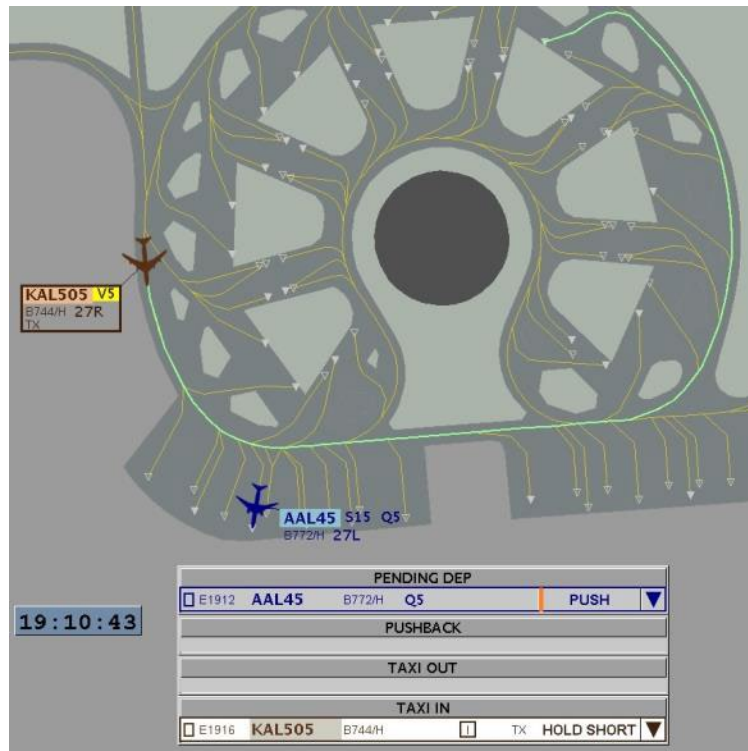 KAL505 V5
B744/H 27R
TX
AAL45 S15 Q5
B772/H 27L
19:10:43
PENDING DEP
E1912 AAL45 B772/H Q5 PUSH
PUSHBACK
TAXI OUT
TAXI IN
E1916 KAL505 B744/H I TX HOLD SHORT